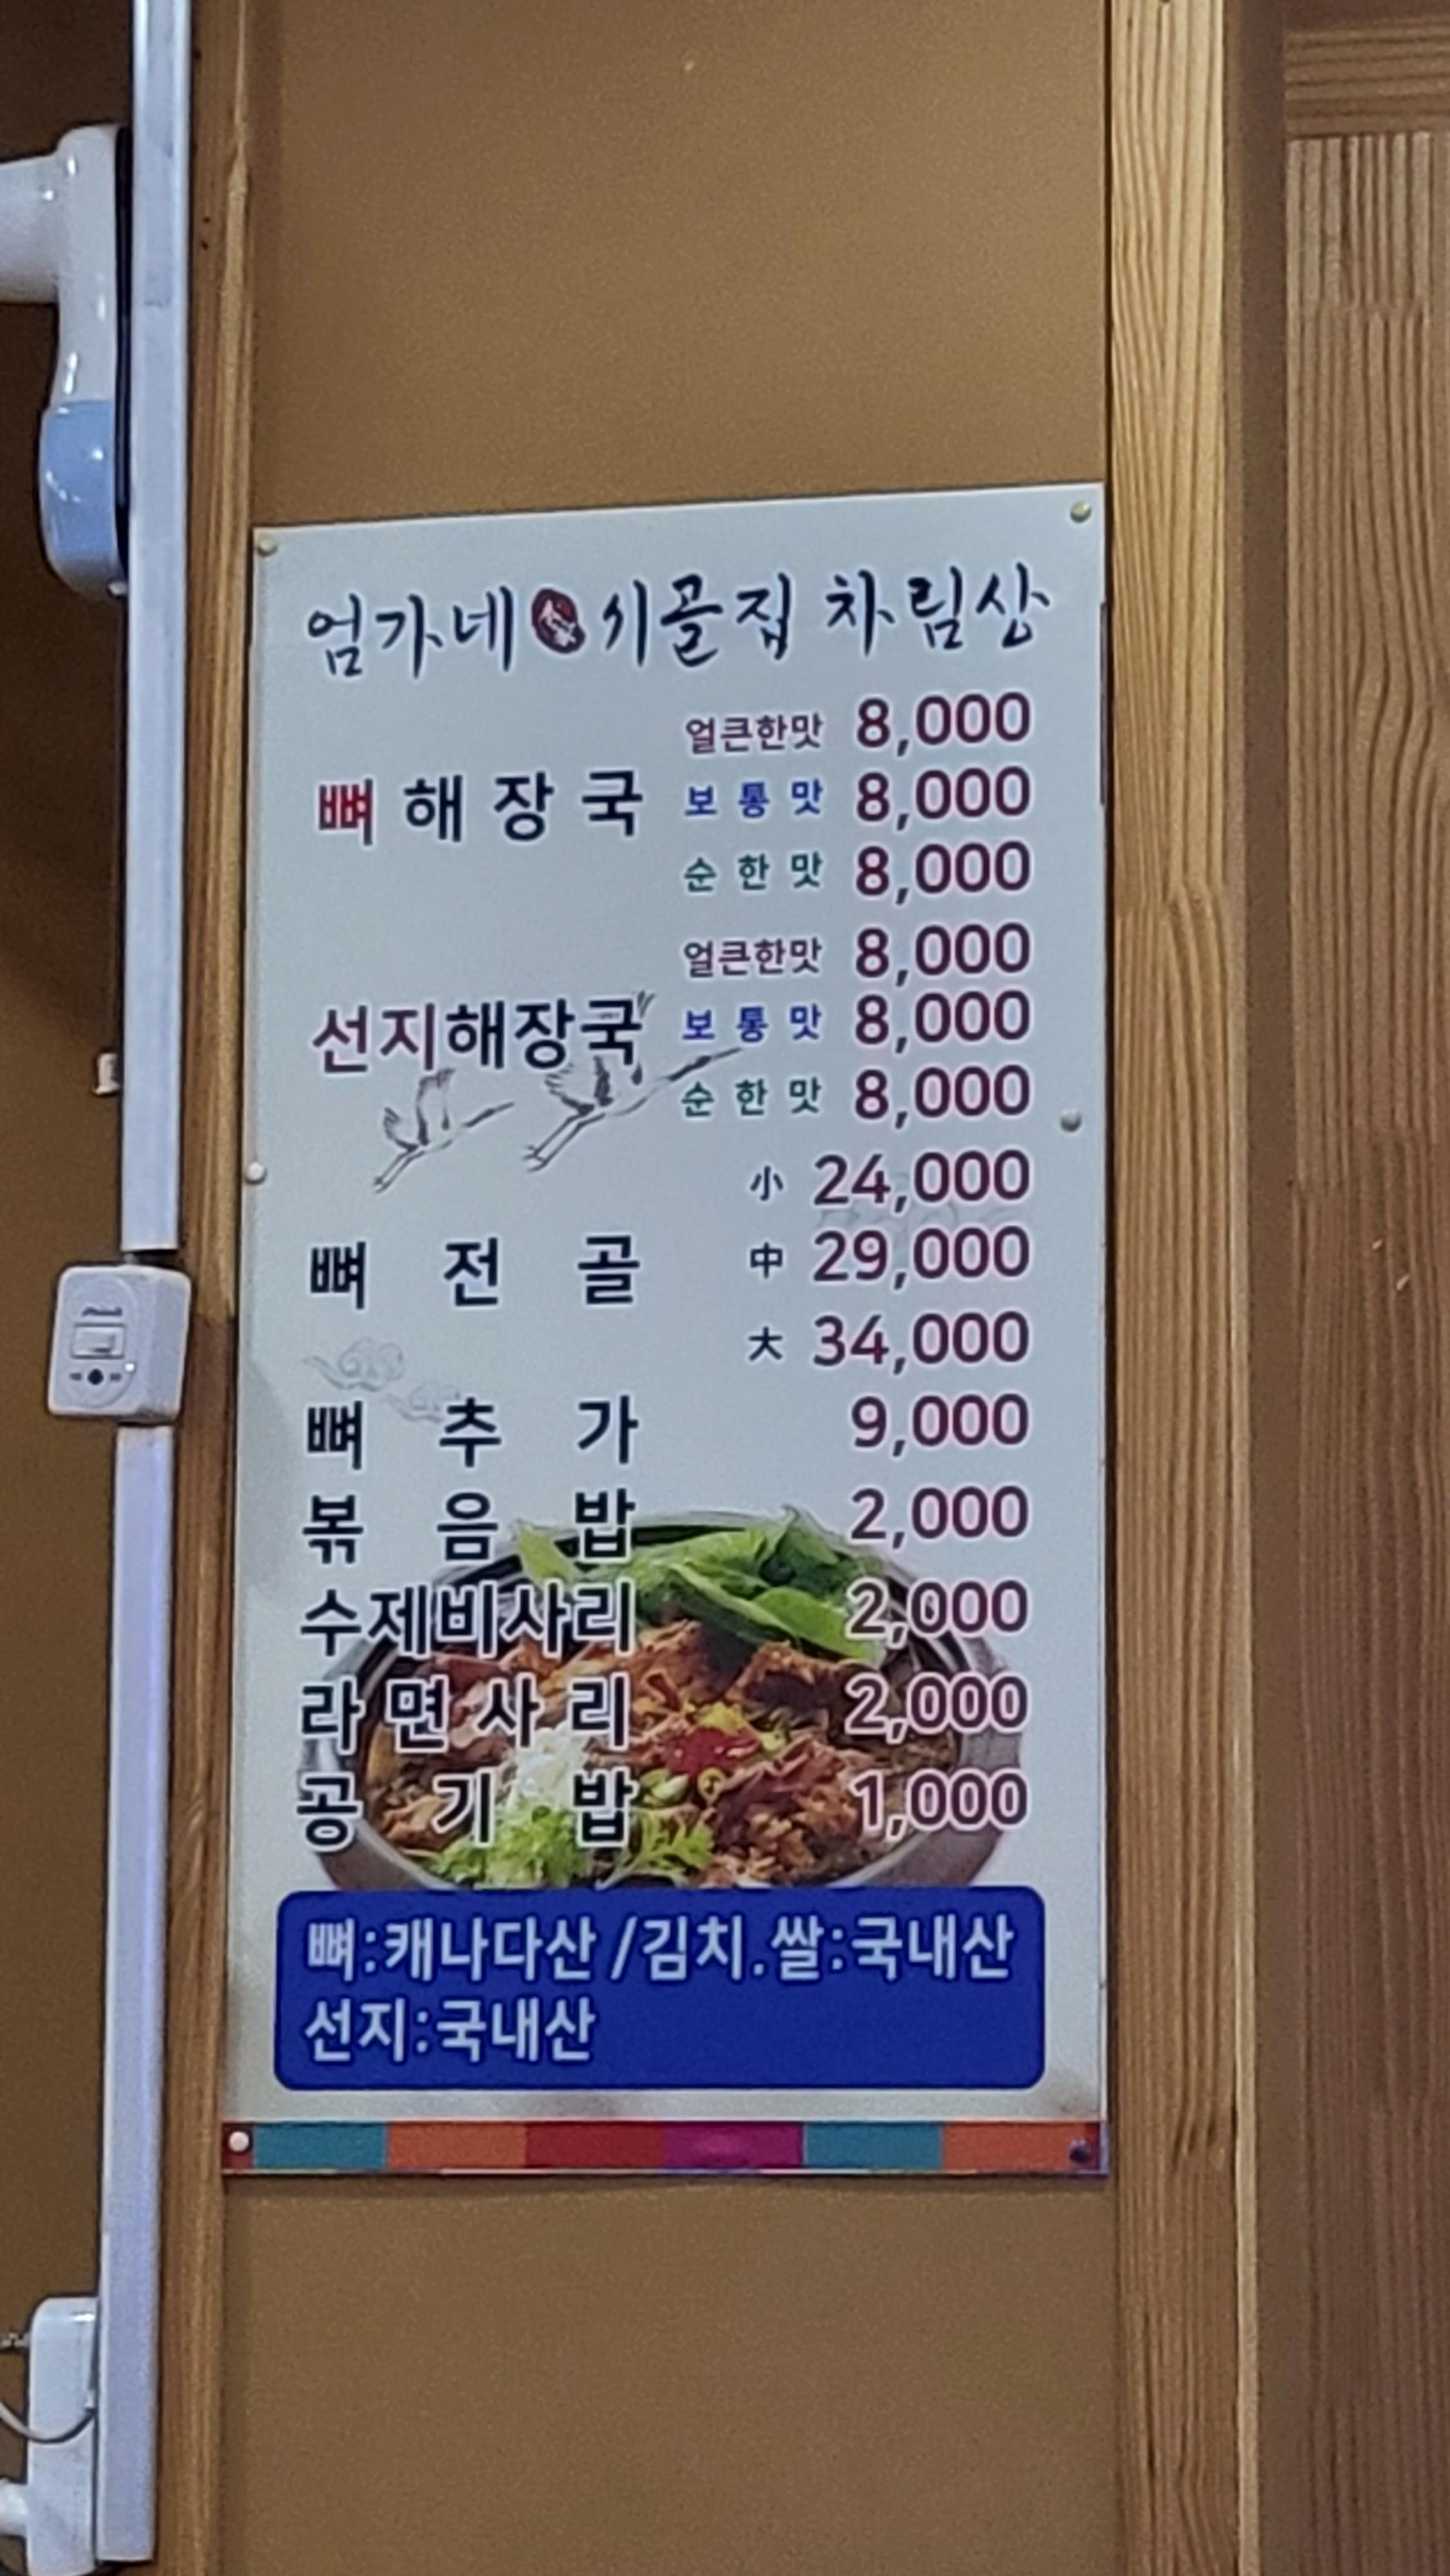 엄가네 시골집 차림상
얼큰한맛 8,000
뼈해장국 보통맛 8,000
순한맛 8,000
얼큰한맛 8,000
선지해장국 보통맛 8,000
순한맛 8,000
小 24,000
뼈전골 中 29,000
大 34,000
뼈추가 9,000
볶음밥 2,000
수제비사리 2,000
라면사리 2,000
공기밥 1,000
뼈:캐나다산 /김치.쌀:국내산
선지:국내산